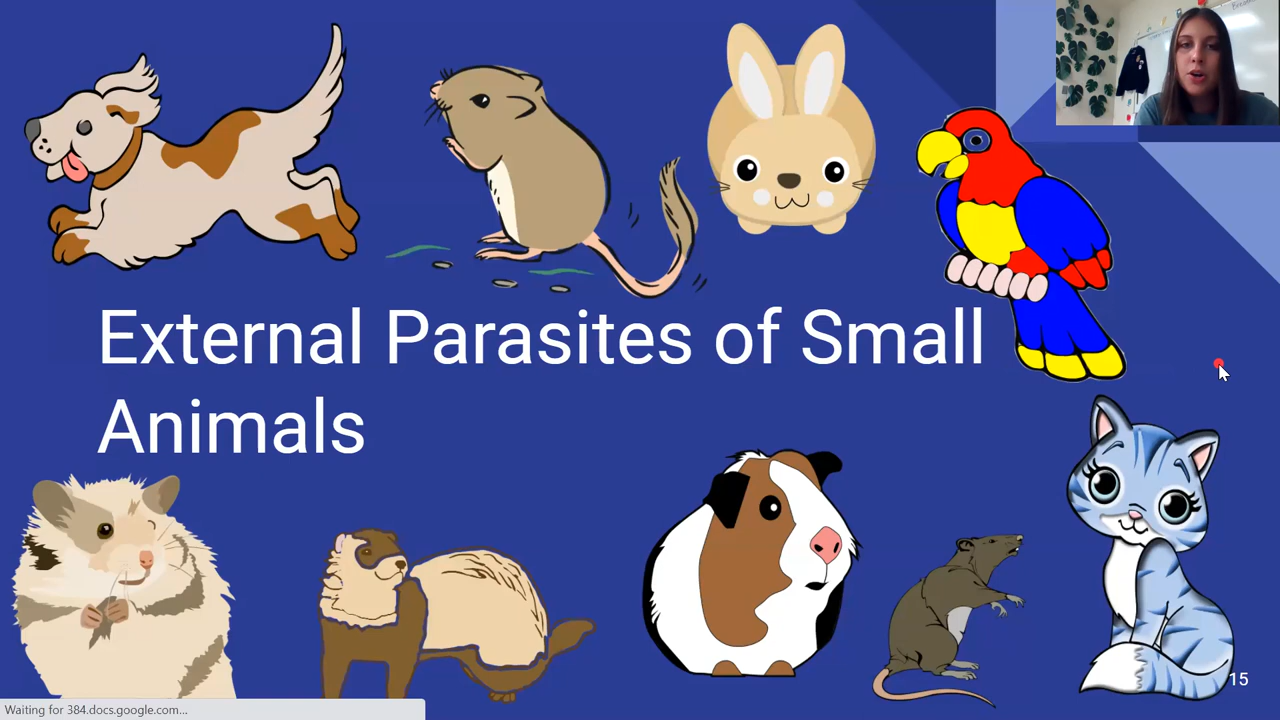 External Parasites of Small
Animals
15
Waiting for 384.docs.google.com...